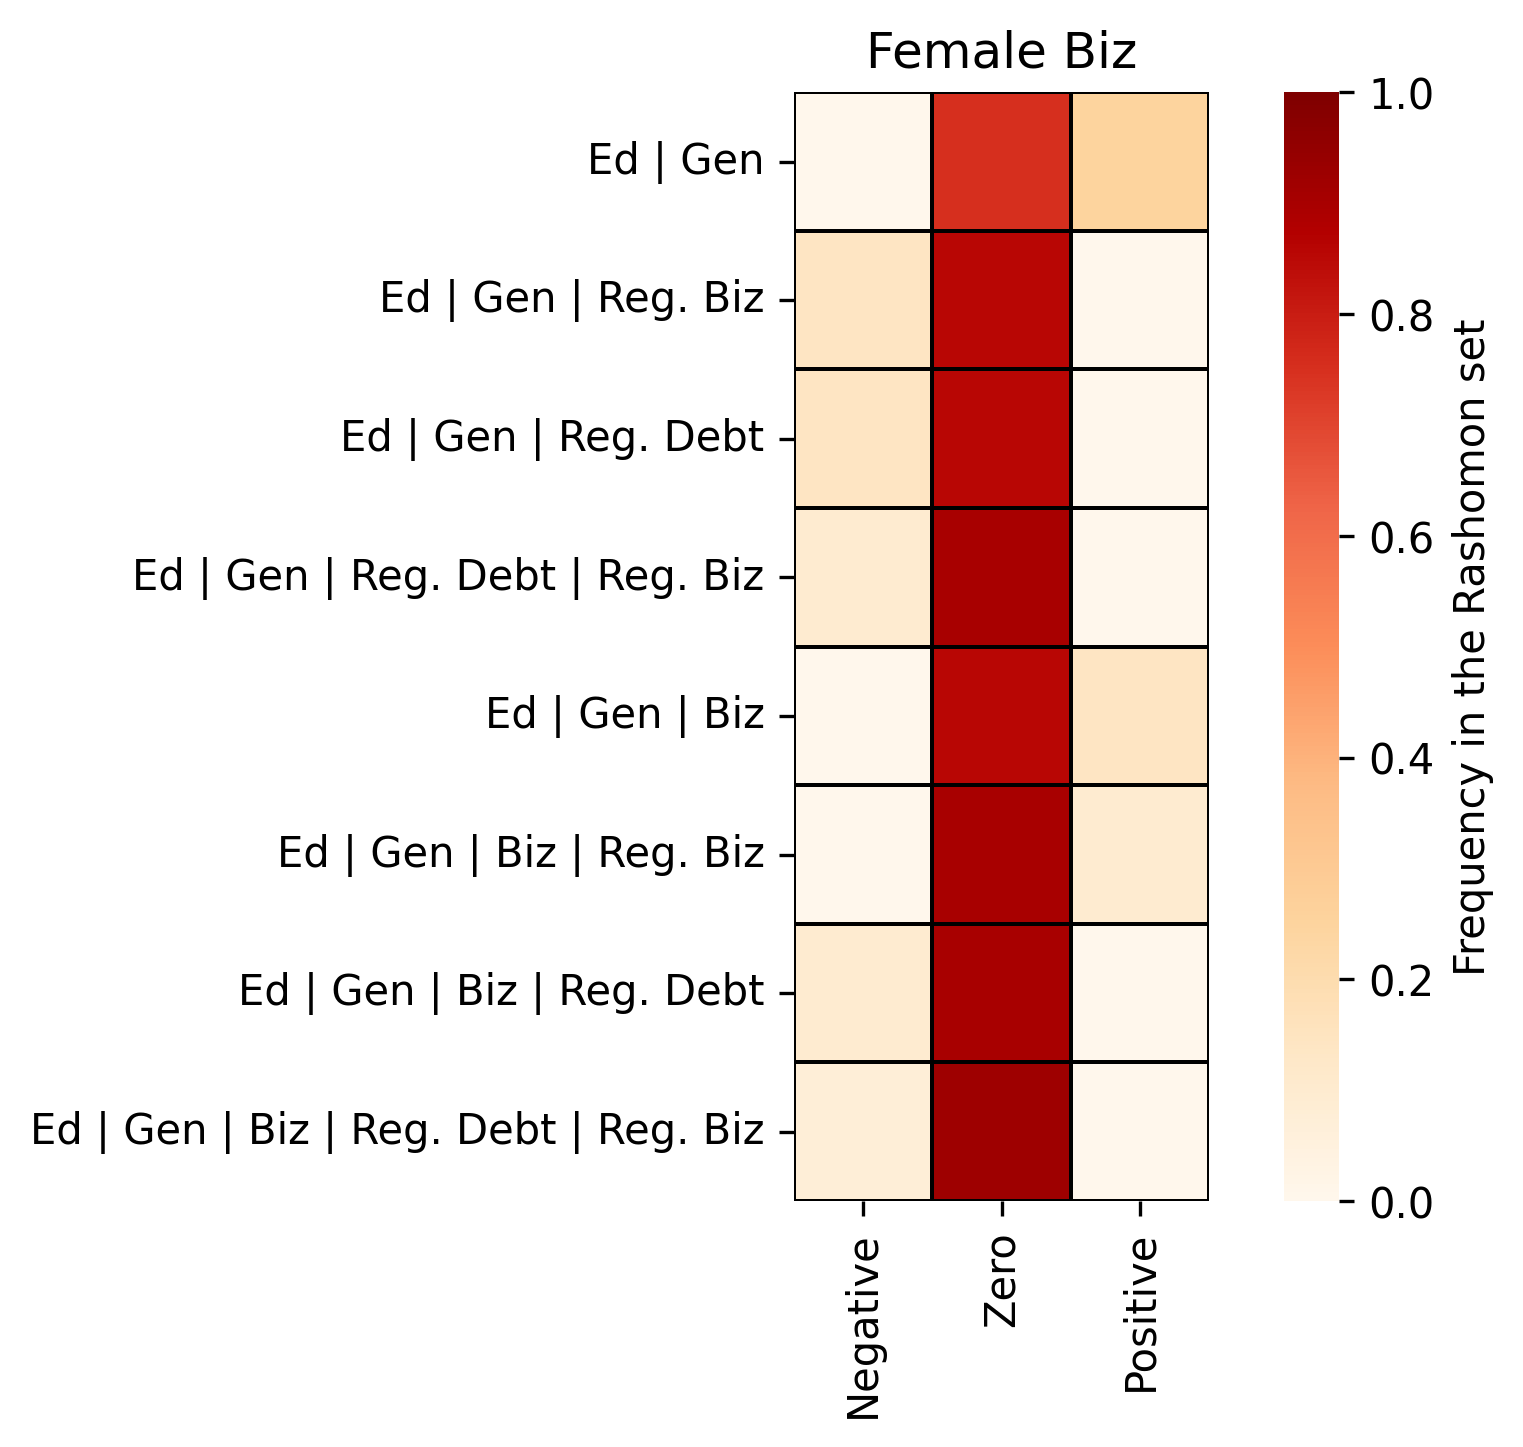 Female Biz
Ed | Gen
Ed | Gen | Reg. Biz
Ed | Gen | Reg. Debt
Ed | Gen | Reg. Debt | Reg. Biz
Ed | Gen | Biz
Ed | Gen | Biz | Reg. Biz
Ed | Gen | Biz | Reg. Debt
Ed | Gen | Biz | Reg. Debt | Reg. Biz
Negative
Zero
Positive
1.0
0.8
0.6
0.4
0.2
0.0
Frequency in the Rashomon set